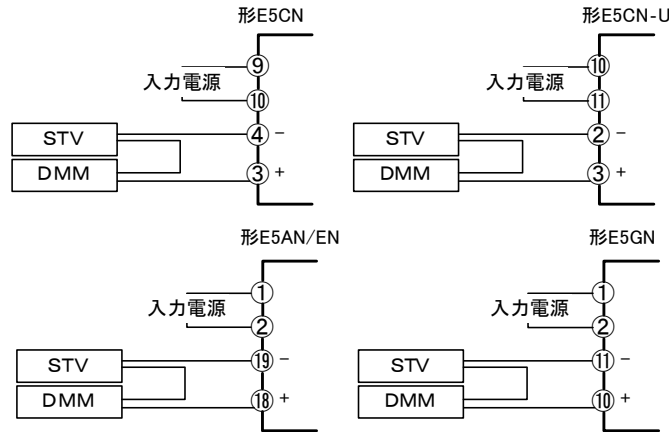 形E5CN
⑨
入力電源
⑩
STV
④ −
DMM
③ +
形E5CN-U
⑩
入力電源
⑪
STV
② −
DMM
③ +
形E5AN/EN
①
入力電源
②
STV
⑲ −
DMM
⑱ +
形E5GN
①
入力電源
②
STV
⑪ −
DMM
⑩ +